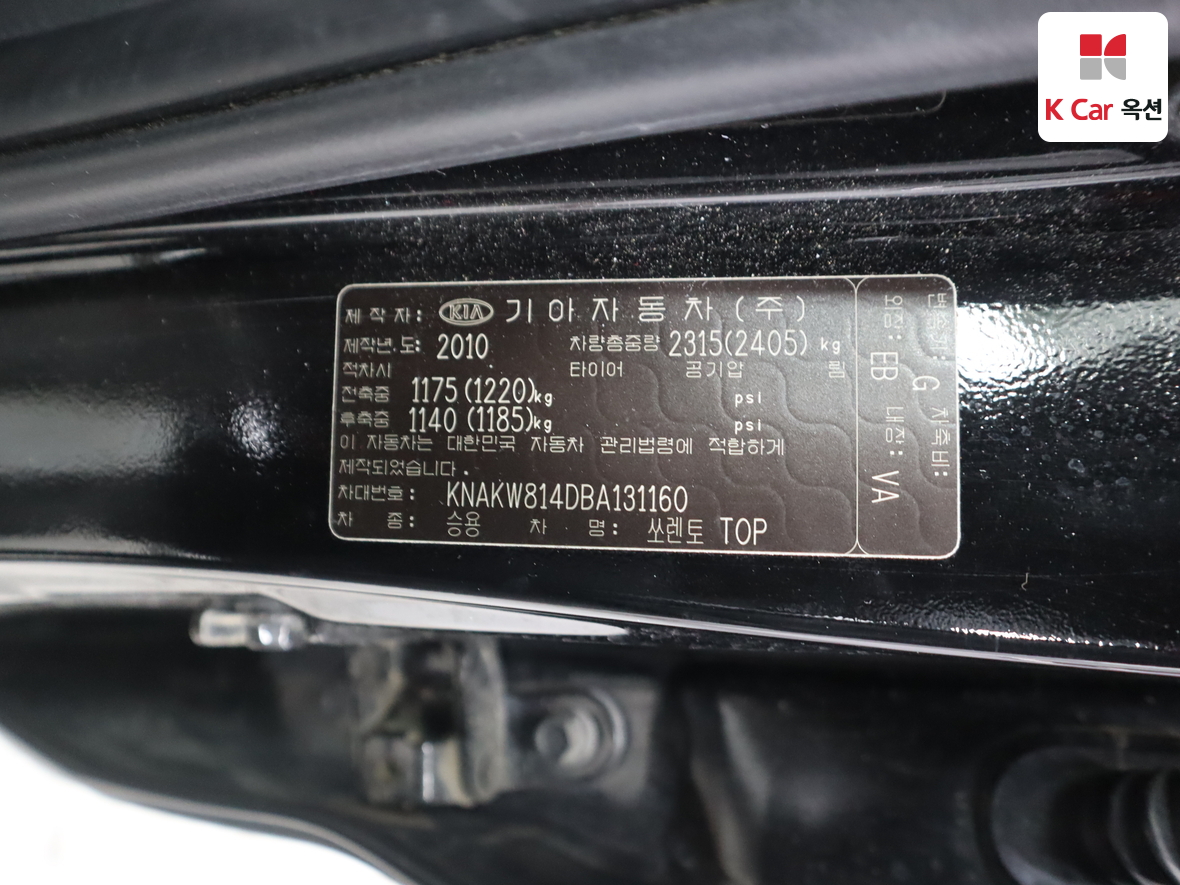 K Car 옥션
제작자: KIA 기아자동차(주)
제작년도: 2010 차량총중량 2315(2405) kg
적차시 타이어 공기압 림
전축중 1175(1220)kg psi
후축중 1140(1185)kg psi
이 자동차는 대한민국 자동차 관리법령에 적합하게
제작되었습니다.
차대번호: KNAKW814DBA131160
차 종: 승용 차 명: 쏘렌토 TOP
변속기: G 차축비:
외장: EB 내장: VA